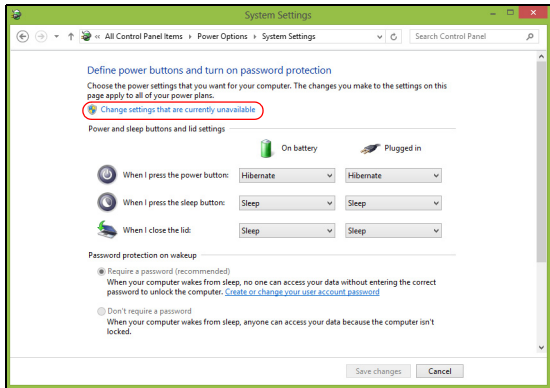 System Settings
« All Control Panel Items Power Options System Settings
Search Control Panel
Define power buttons and turn on password protection
Choose the power settings that you want for your computer. The changes you make to the settings on this
page apply to all of your power plans.
Change settings that are currently unavailable
Power and sleep buttons and lid settings
On battery Plugged in
When I press the power button: Hibernate Hibernate
When I press the sleep button: Sleep Sleep
When I close the lid: Sleep Sleep
Password protection on wakeup
Require a password (recommended)
When your computer wakes from sleep, no one can access your data without entering the correct
password to unlock the computer. Create or change your user account password
Don't require a password
When your computer wakes from sleep, anyone can access your data because the computer isn't
locked.
Save changes Cancel